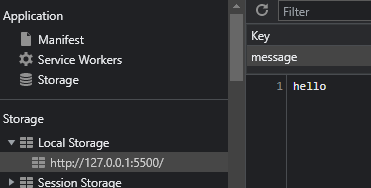 Application
Manifest
Service Workers
Storage
Storage
Local Storage
http://127.0.0.1:5500/
Session Storage
Filter
Key
message
1 hello